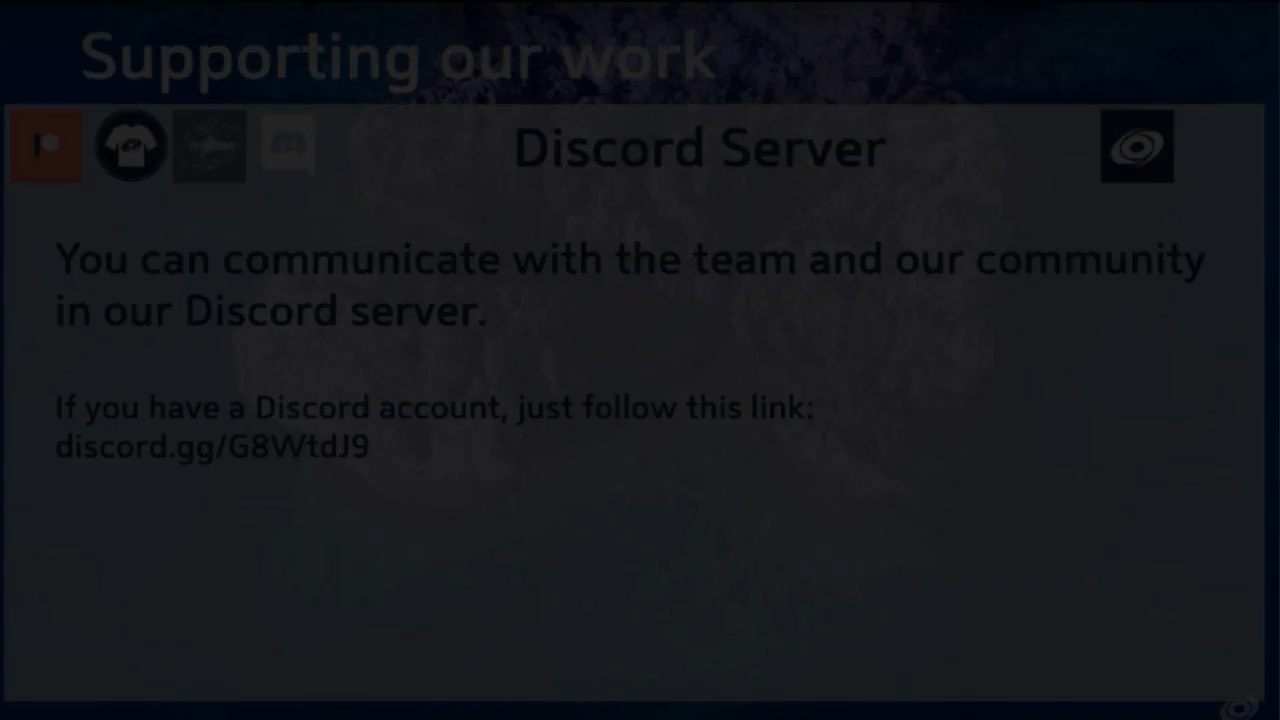 Supporting our work
Discord Server
You can communicate with the team and our community
in our Discord server.
If you have a Discord account, just follow this link:
discord.gg/G8WtdJ9